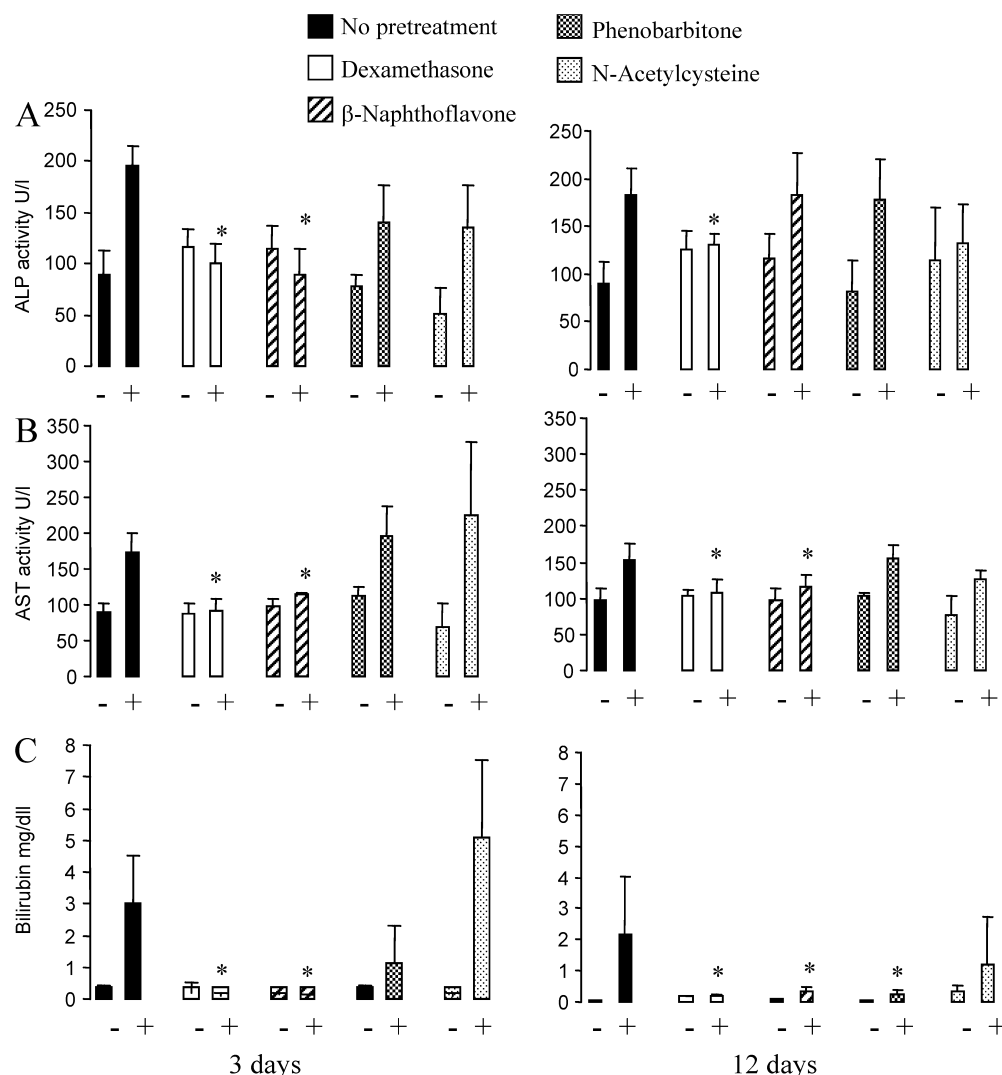 No pretreatment
Dexamethasone
β-Naphthoflavone
Phenobarbitone
N-Acetylcysteine
A
ALP activity U/l
250
200
150
100
50
0
- + - + - + - + - +
250
200
150
100
50
0
- + - + - + - + - +
B
AST activity U/l
350
300
250
200
150
100
50
0
* *
- + - + - + - + - +
350
300
250
200
150
100
50
0
* *
- + - + - + - + - +
C
Bilirubin mg/dll
8
7
6
5
4
3
2
1
0
* *
- + - + - + - + - +
3 days
8
7
6
5
4
3
2
1
0
* * *
- + - + - + - + - +
12 days